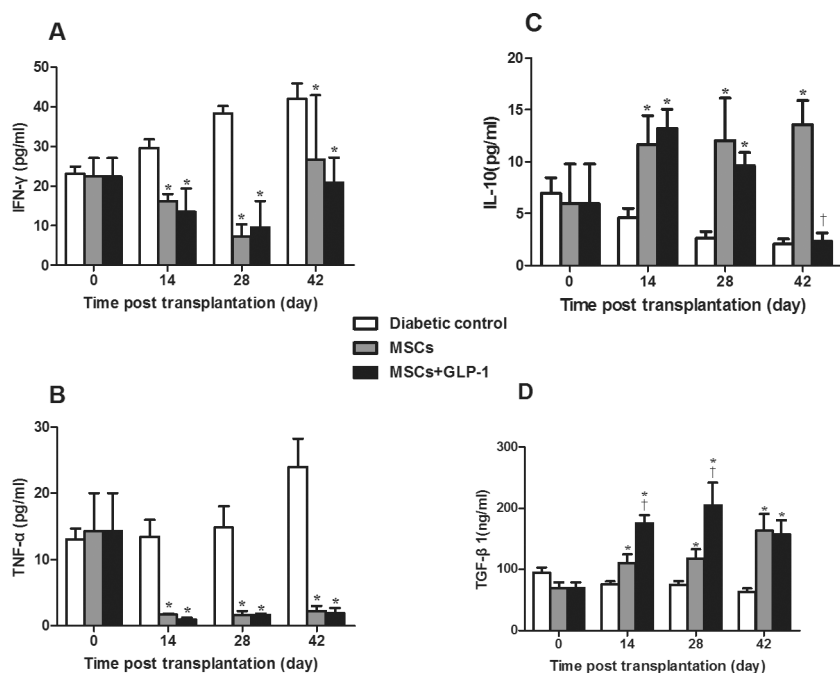 A
IFN-γ (pg/ml)
50
40
30
20
10
0
* * * * * *
0 14 28 42
Time post transplantation (day)
C
IL-10(pg/ml)
20
15
10
5
0
* * * * * †
0 14 28 42
Time post transplantation (day)
Diabetic control
MSCs
MSCs+GLP-1
B
TNF-α (pg/ml)
30
20
10
0
* * * * * *
0 14 28 42
Time post transplantation (day)
D
TGF-β 1(ng/ml)
300
200
100
0
* *
† †
* * * *
0 14 28 42
Time post transplantation (day)